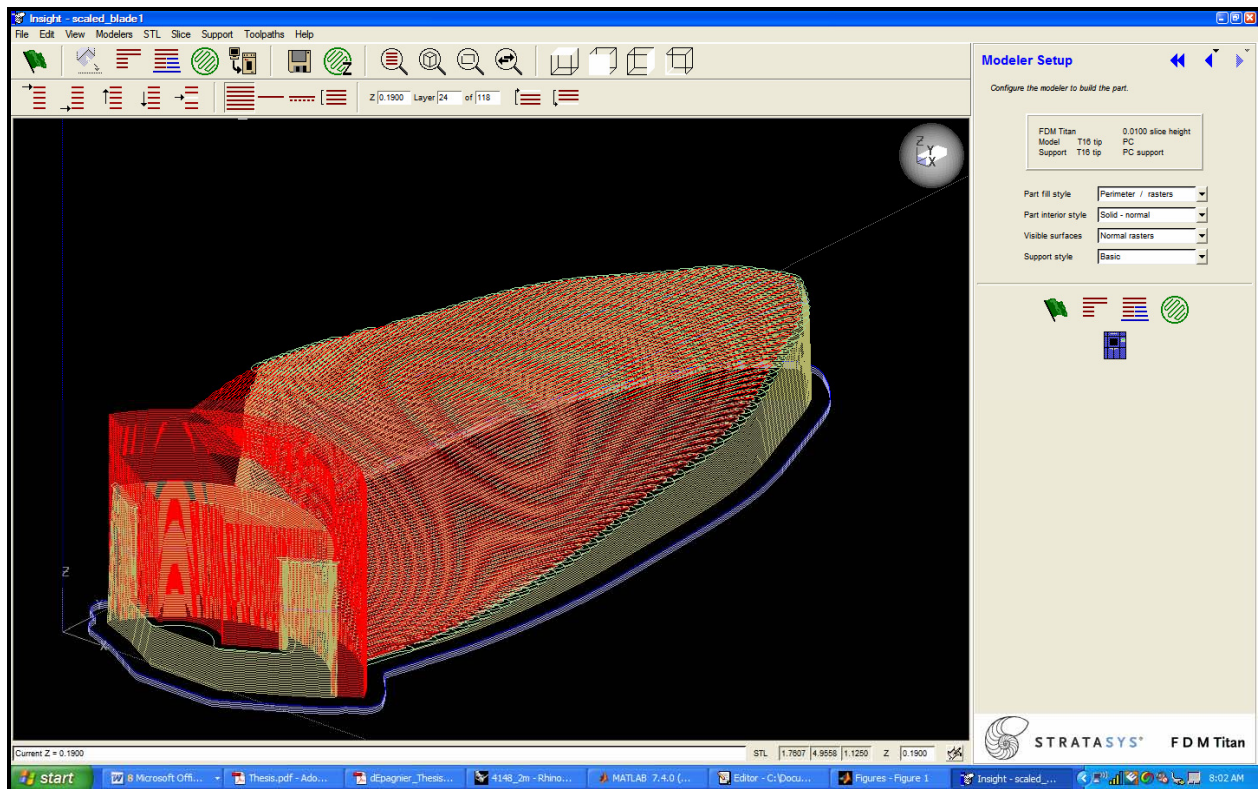 Insight - scaled_blade1
File Edit View Modelers STL Slice Support Toolpaths Help
Z 0.1900 Layer 24 of 118
Modeler Setup
Configure the modeler to build the part.
FDM Titan 0.0100 slice height
Model T16 tip PC
Support T16 tip PC support
Part fill style Perimeter / rasters
Part interior style Solid - normal
Visible surfaces Normal rasters
Support style Basic
Z
Y
X
Z
X
Current Z = 0.1900 STL 1.7607 4.9558 1.1250 Z 0.1900
STRATASYS® FDM Titan
start 8 Microsoft Offi... Thesis.pdf - Ado... dEpagnier_Thesis... 4148_2m - Rhino... MATLAB 7.4.0 (... Editor - C:\Docu... Figures - Figure 1 Insight - scaled_... 8:02 AM